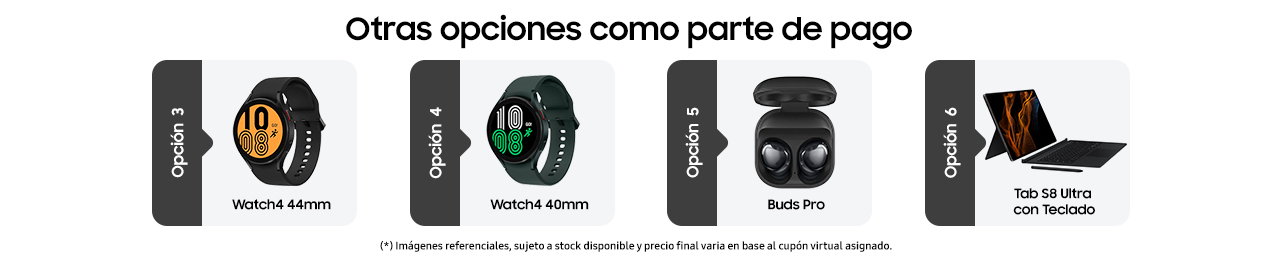 Otras opciones como parte de pago
Opción 3
Watch4 44mm
Opción 4
Watch4 40mm
Opción 5
Buds Pro
Opción 6
Tab S8 Ultra
con Teclado
(*) Imágenes referenciales, sujeto a stock disponible y precio final varia en base al cupón virtual asignado.